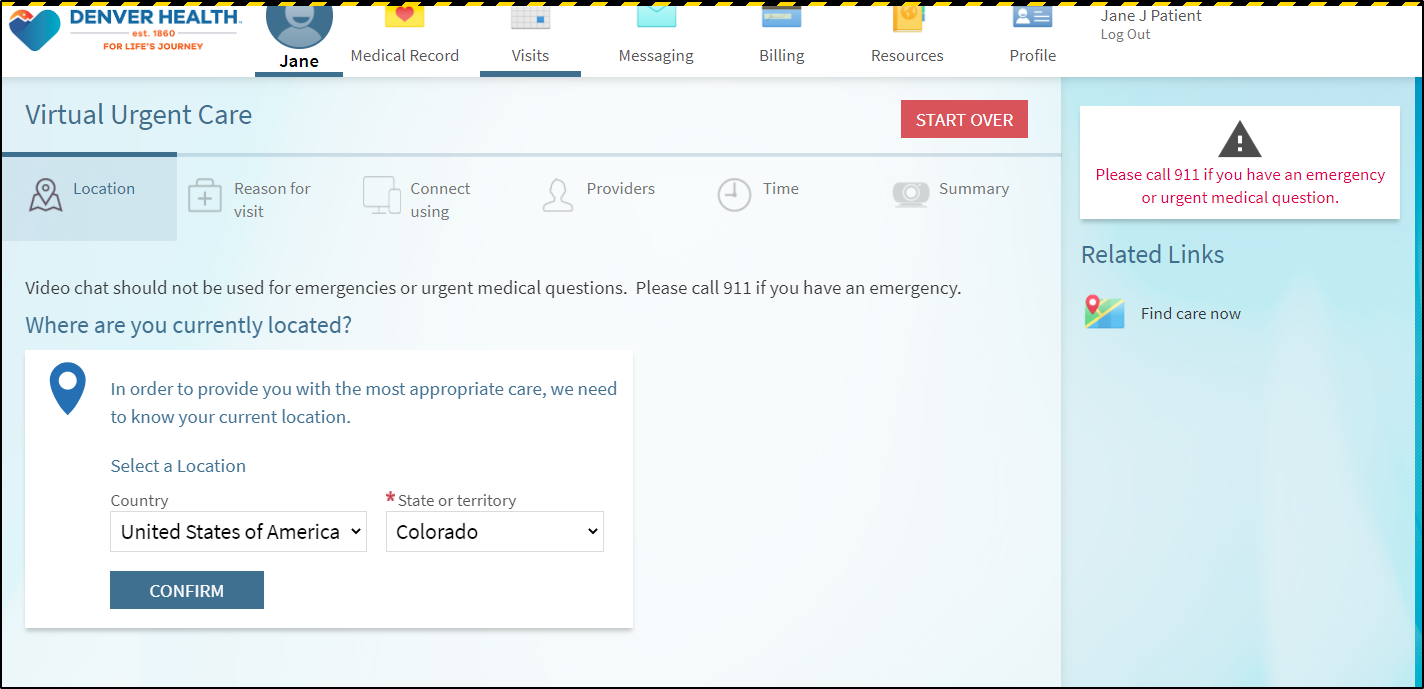 DENVER HEALTH™
est. 1860
FOR LIFE'S JOURNEY
Jane
Medical Record
Visits
Messaging
Billing
Resources
Profile
Jane J Patient
Log Out
Virtual Urgent Care
START OVER
Location
Reason for
visit
Connect
using
Providers
Time
Summary
Video chat should not be used for emergencies or urgent medical questions.  Please call 911 if you have an emergency.
Where are you currently located?
In order to provide you with the most appropriate care, we need
to know your current location.
Select a Location
Country
*State or territory
United States of America
Colorado
CONFIRM
Please call 911 if you have an emergency
or urgent medical question.
Related Links
Find care now